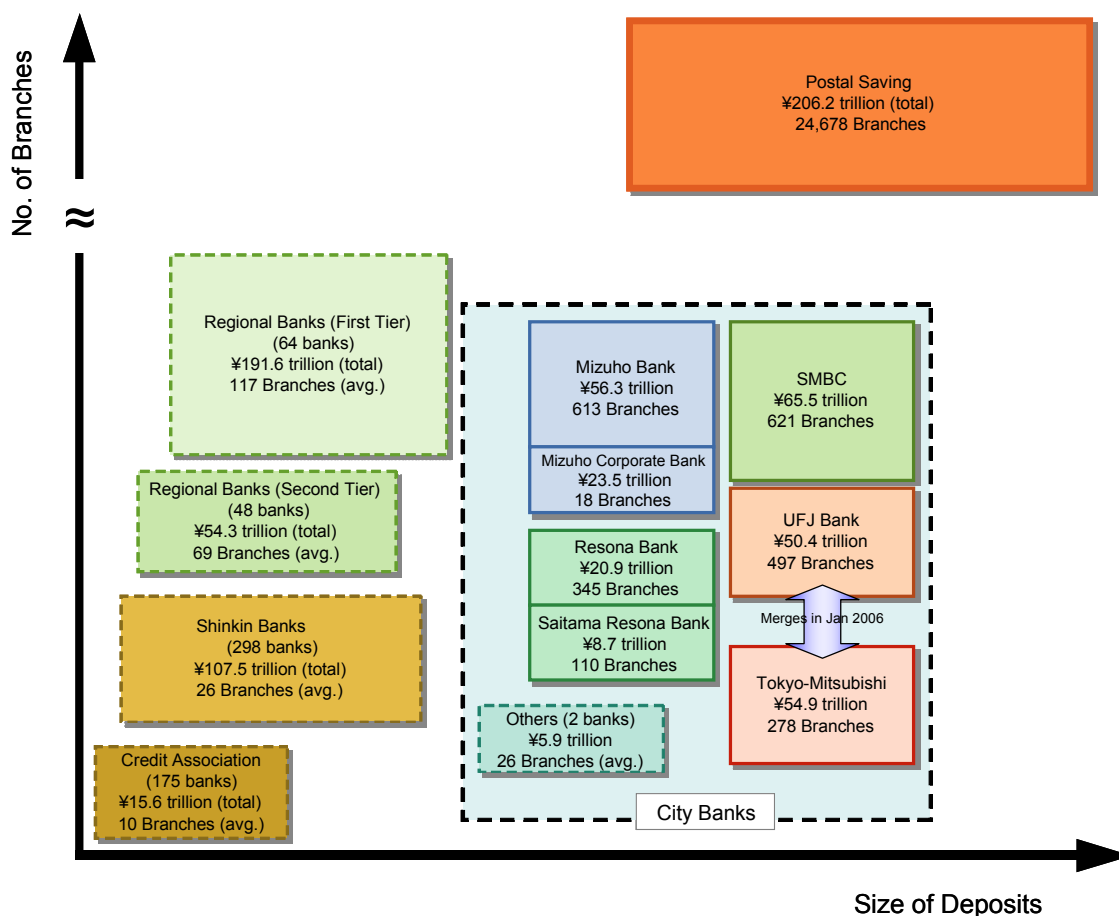 No. of Branches
≈
Postal Saving
¥206.2 trillion (total)
24,678 Branches
Regional Banks (First Tier)
(64 banks)
¥191.6 trillion (total)
117 Branches (avg.)
Regional Banks (Second Tier)
(48 banks)
¥54.3 trillion (total)
69 Branches (avg.)
Shinkin Banks
(298 banks)
¥107.5 trillion (total)
26 Branches (avg.)
Credit Association
(175 banks)
¥15.6 trillion (total)
10 Branches (avg.)
Mizuho Bank
¥56.3 trillion
613 Branches
Mizuho Corporate Bank
¥23.5 trillion
18 Branches
Resona Bank
¥20.9 trillion
345 Branches
Saitama Resona Bank
¥8.7 trillion
110 Branches
Others (2 banks)
¥5.9 trillion
26 Branches (avg.)
SMBC
¥65.5 trillion
621 Branches
UFJ Bank
¥50.4 trillion
497 Branches
Merges in Jan 2006
Tokyo-Mitsubishi
¥54.9 trillion
278 Branches
City Banks
Size of Deposits